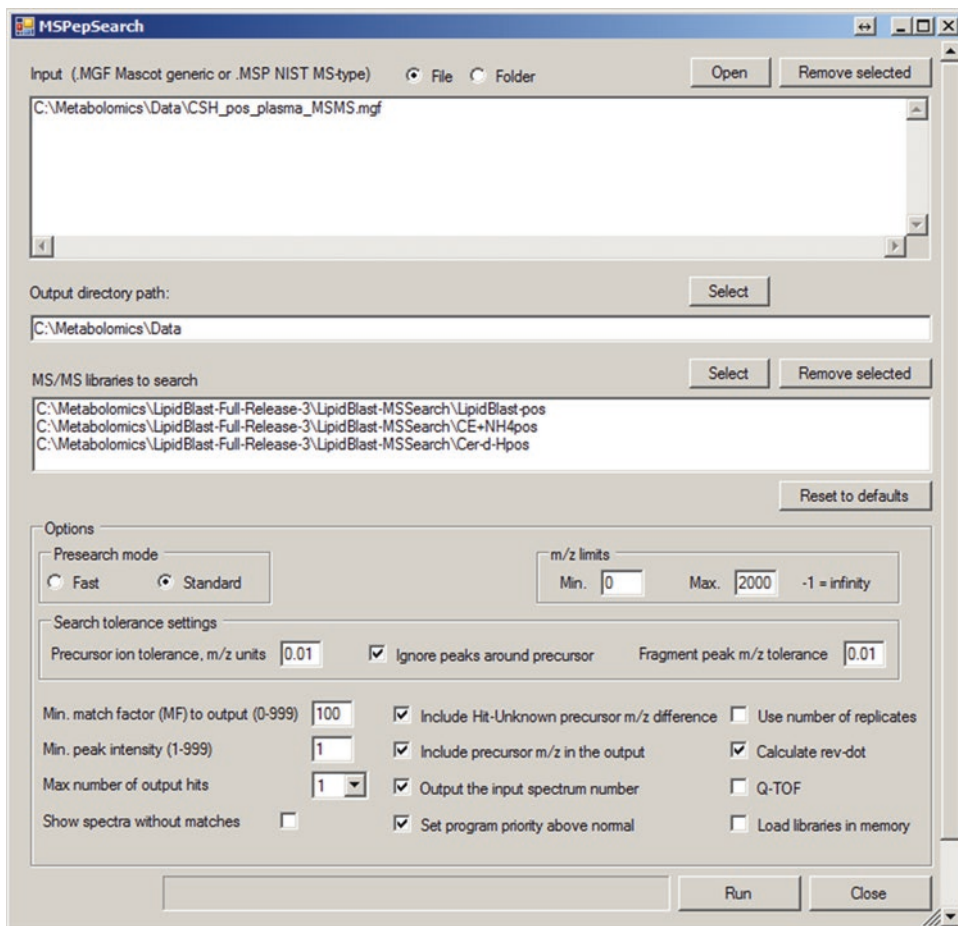 MSPepSearch
Input (.MGF Mascot generic or .MSP NIST MS-type) File Folder Open Remove selected
C:\Metabolomics\Data\CSH_pos_plasma_MSMS.mgf
Output directory path: Select
C:\Metabolomics\Data
MS/MS libraries to search Select Remove selected
C:\Metabolomics\LipidBlast-Full-Release-3\LipidBlast-MSSearch\LipidBlast-pos
C:\Metabolomics\LipidBlast-Full-Release-3\LipidBlast-MSSearch\CE+NH4pos
C:\Metabolomics\LipidBlast-Full-Release-3\LipidBlast-MSSearch\Cer-d-Hpos
Reset to defaults
Options
Presearch mode m/z limits
Fast Standard Min. 0 Max. 2000 -1 = infinity
Search tolerance settings
Precursor ion tolerance, m/z units 0.01 Ignore peaks around precursor Fragment peak m/z tolerance 0.01
Min. match factor (MF) to output (0-999) 100 Include Hit-Unknown precursor m/z difference Use number of replicates
Min. peak intensity (1-999) 1 Include precursor m/z in the output Calculate rev-dot
Max number of output hits 1 Output the input spectrum number Q-TOF
Show spectra without matches Set program priority above normal Load libraries in memory
Run Close